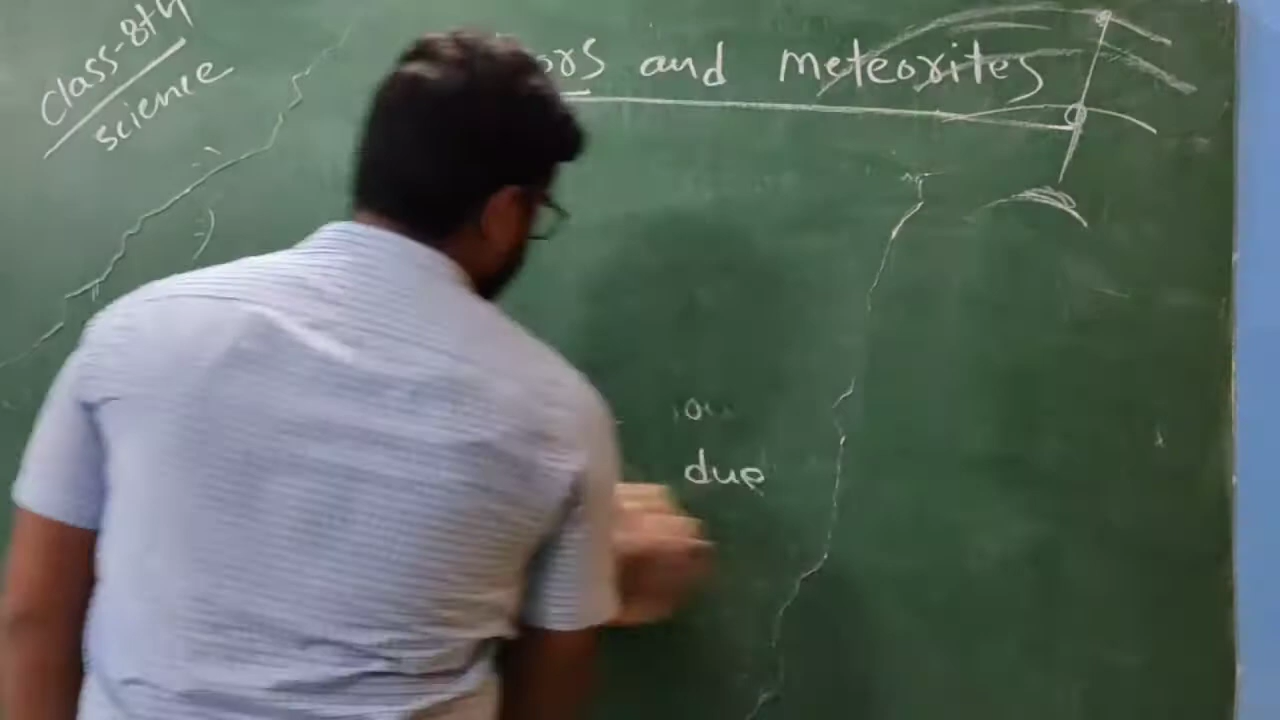 class-8th
science
ors and meteorites
due